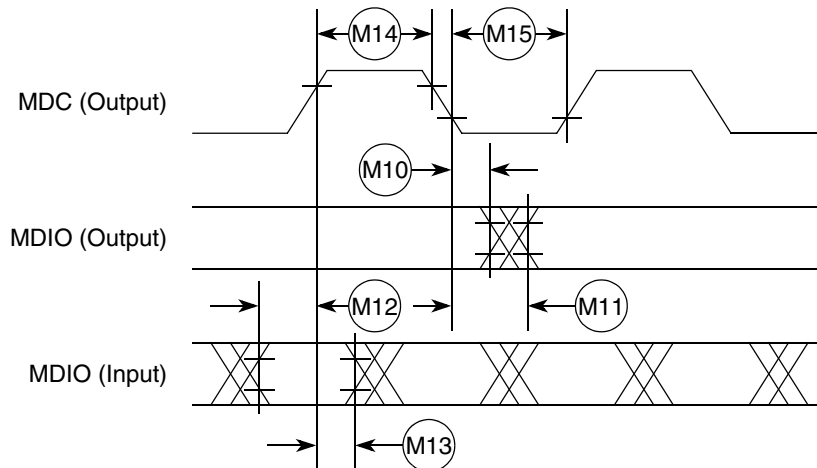 M14
M15
MDC (Output)
M10
MDIO (Output)
M12
M11
MDIO (Input)
M13